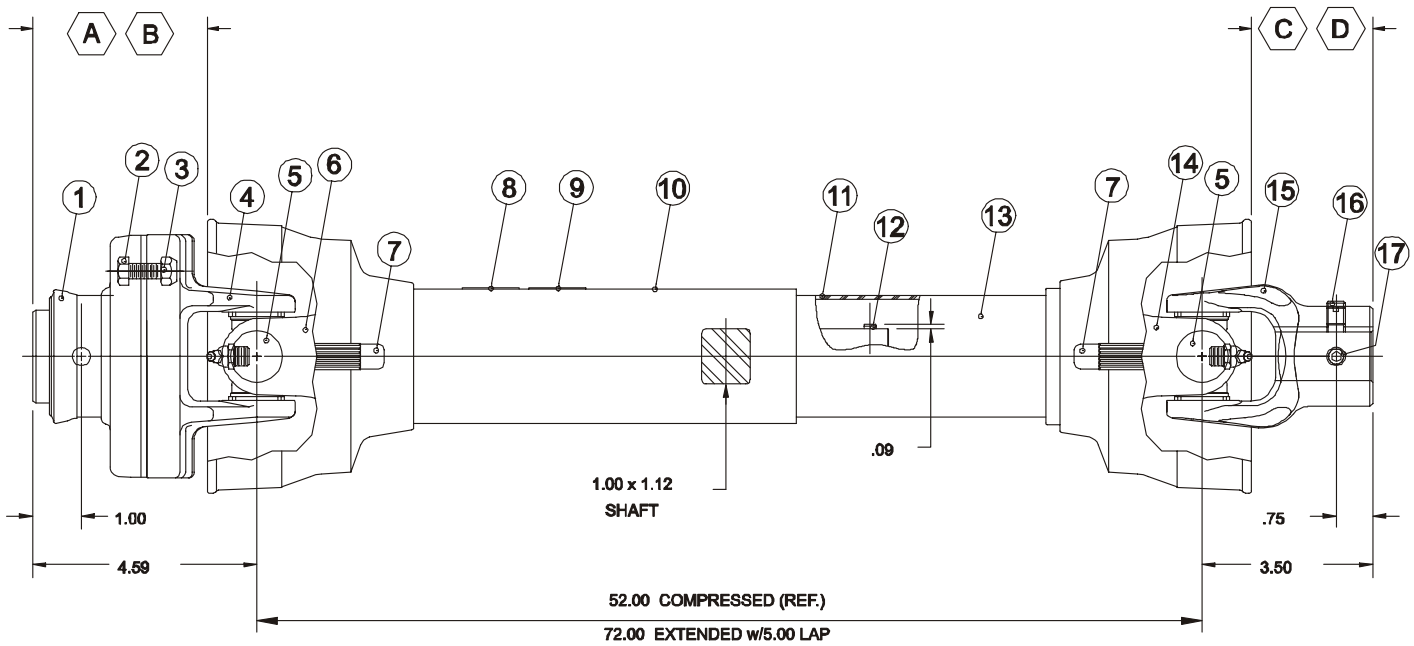 A B
C D
1 2 3 4 5 6 7 8 9 10 11 12 13 7 14 5 15 16 17
1.00
4.59
1.00 x 1.12
SHAFT
.09
.75
3.50
52.00 COMPRESSED (REF.)
72.00 EXTENDED w/5.00 LAP